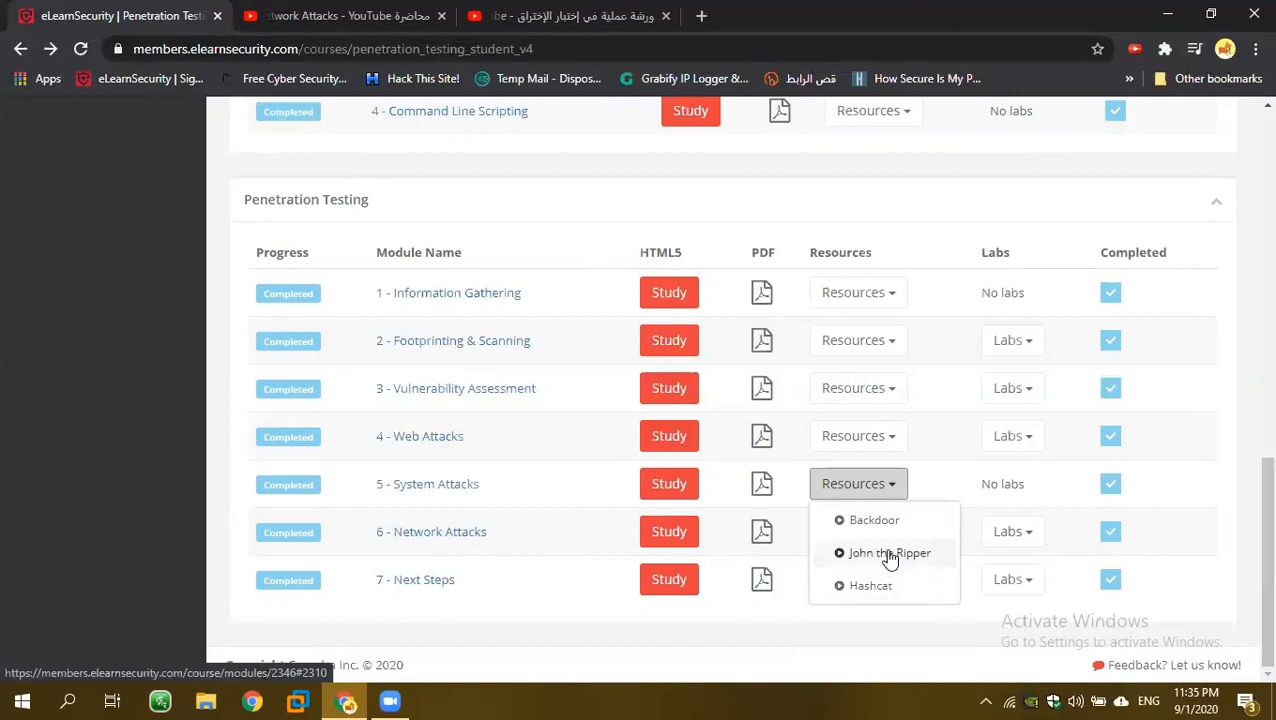 eLearnSecurity | Penetration Testi
محاضرة Network Attacks - YouTube
ورشة عملية في إختبار الإختراق - ube
members.elearnsecurity.com/courses/penetration_testing_student_v4
Apps eLearnSecurity | Sig... Free Cyber Security... Hack This Site! Temp Mail - Dispos... Grabify IP Logger &... قص الرابط How Secure Is My P... » Other bookmarks
Completed 4 - Command Line Scripting Study Resources No labs
Penetration Testing
Progress Module Name HTML5 PDF Resources Labs Completed
Completed 1 - Information Gathering Study Resources No labs
Completed 2 - Footprinting & Scanning Study Resources Labs
Completed 3 - Vulnerability Assessment Study Resources Labs
Completed 4 - Web Attacks Study Resources Labs
Completed 5 - System Attacks Study Resources No labs
Backdoor
Completed 6 - Network Attacks Study Labs
John the Ripper
Completed 7 - Next Steps Study Labs
Hashcat
Activate Windows
Go to Settings to activate Windows.
Inc. © 2020
Feedback? Let us know!
https://members.elearnsecurity.com/course/modules/2346#2310
ENG
11:35 PM
9/1/2020
3